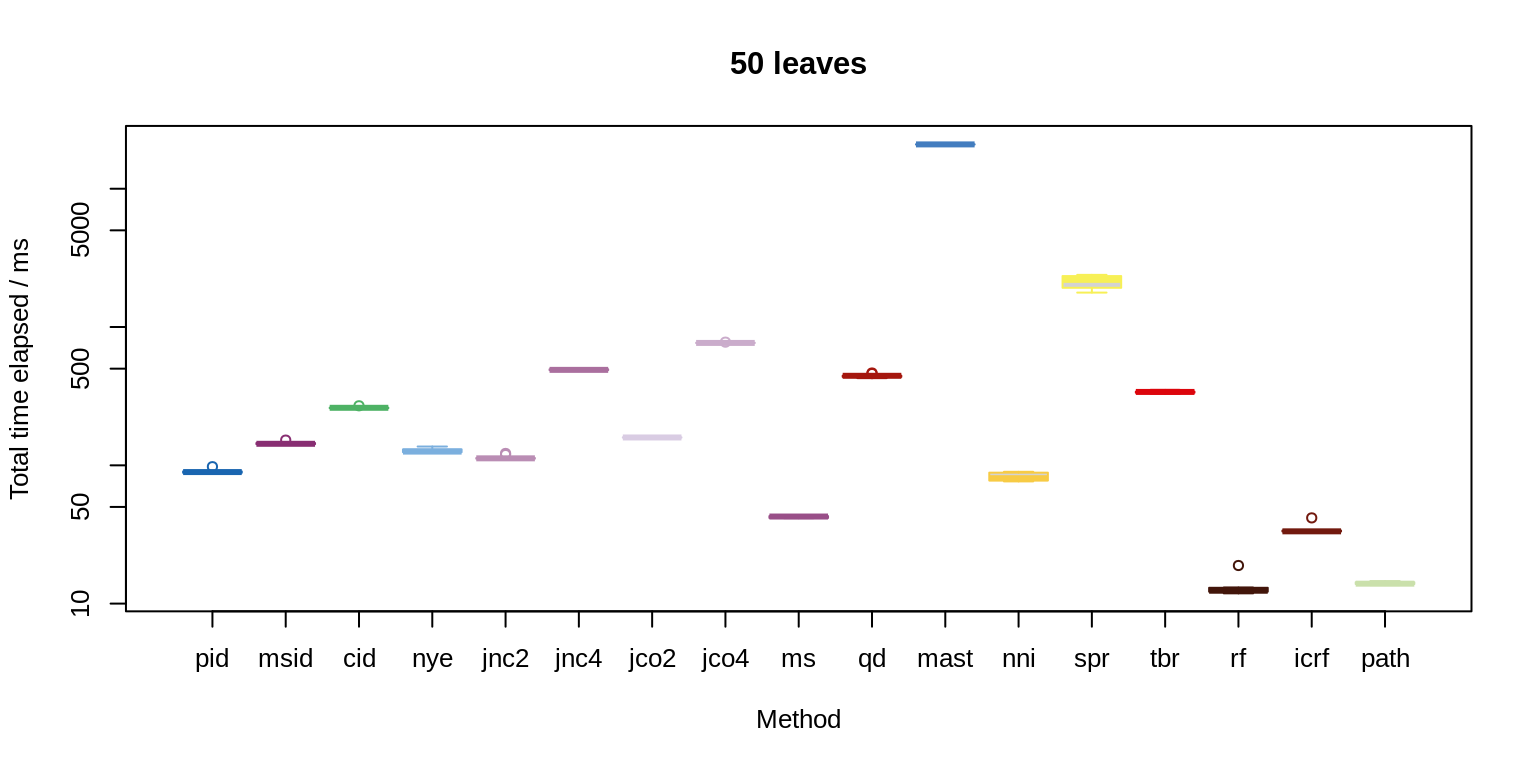 50 leaves
Total time elapsed / ms
5000
500
50
10
pid msid cid nye jnc2 jnc4 jco2 jco4 ms qd mast nni spr tbr rf icrf path
Method